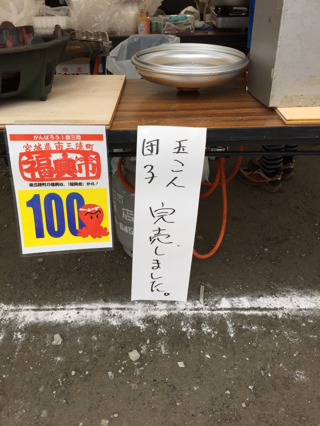 がんばろう!南三陸
宮城県南三陸町
福興市
100
玉こん
団子
完売しました。